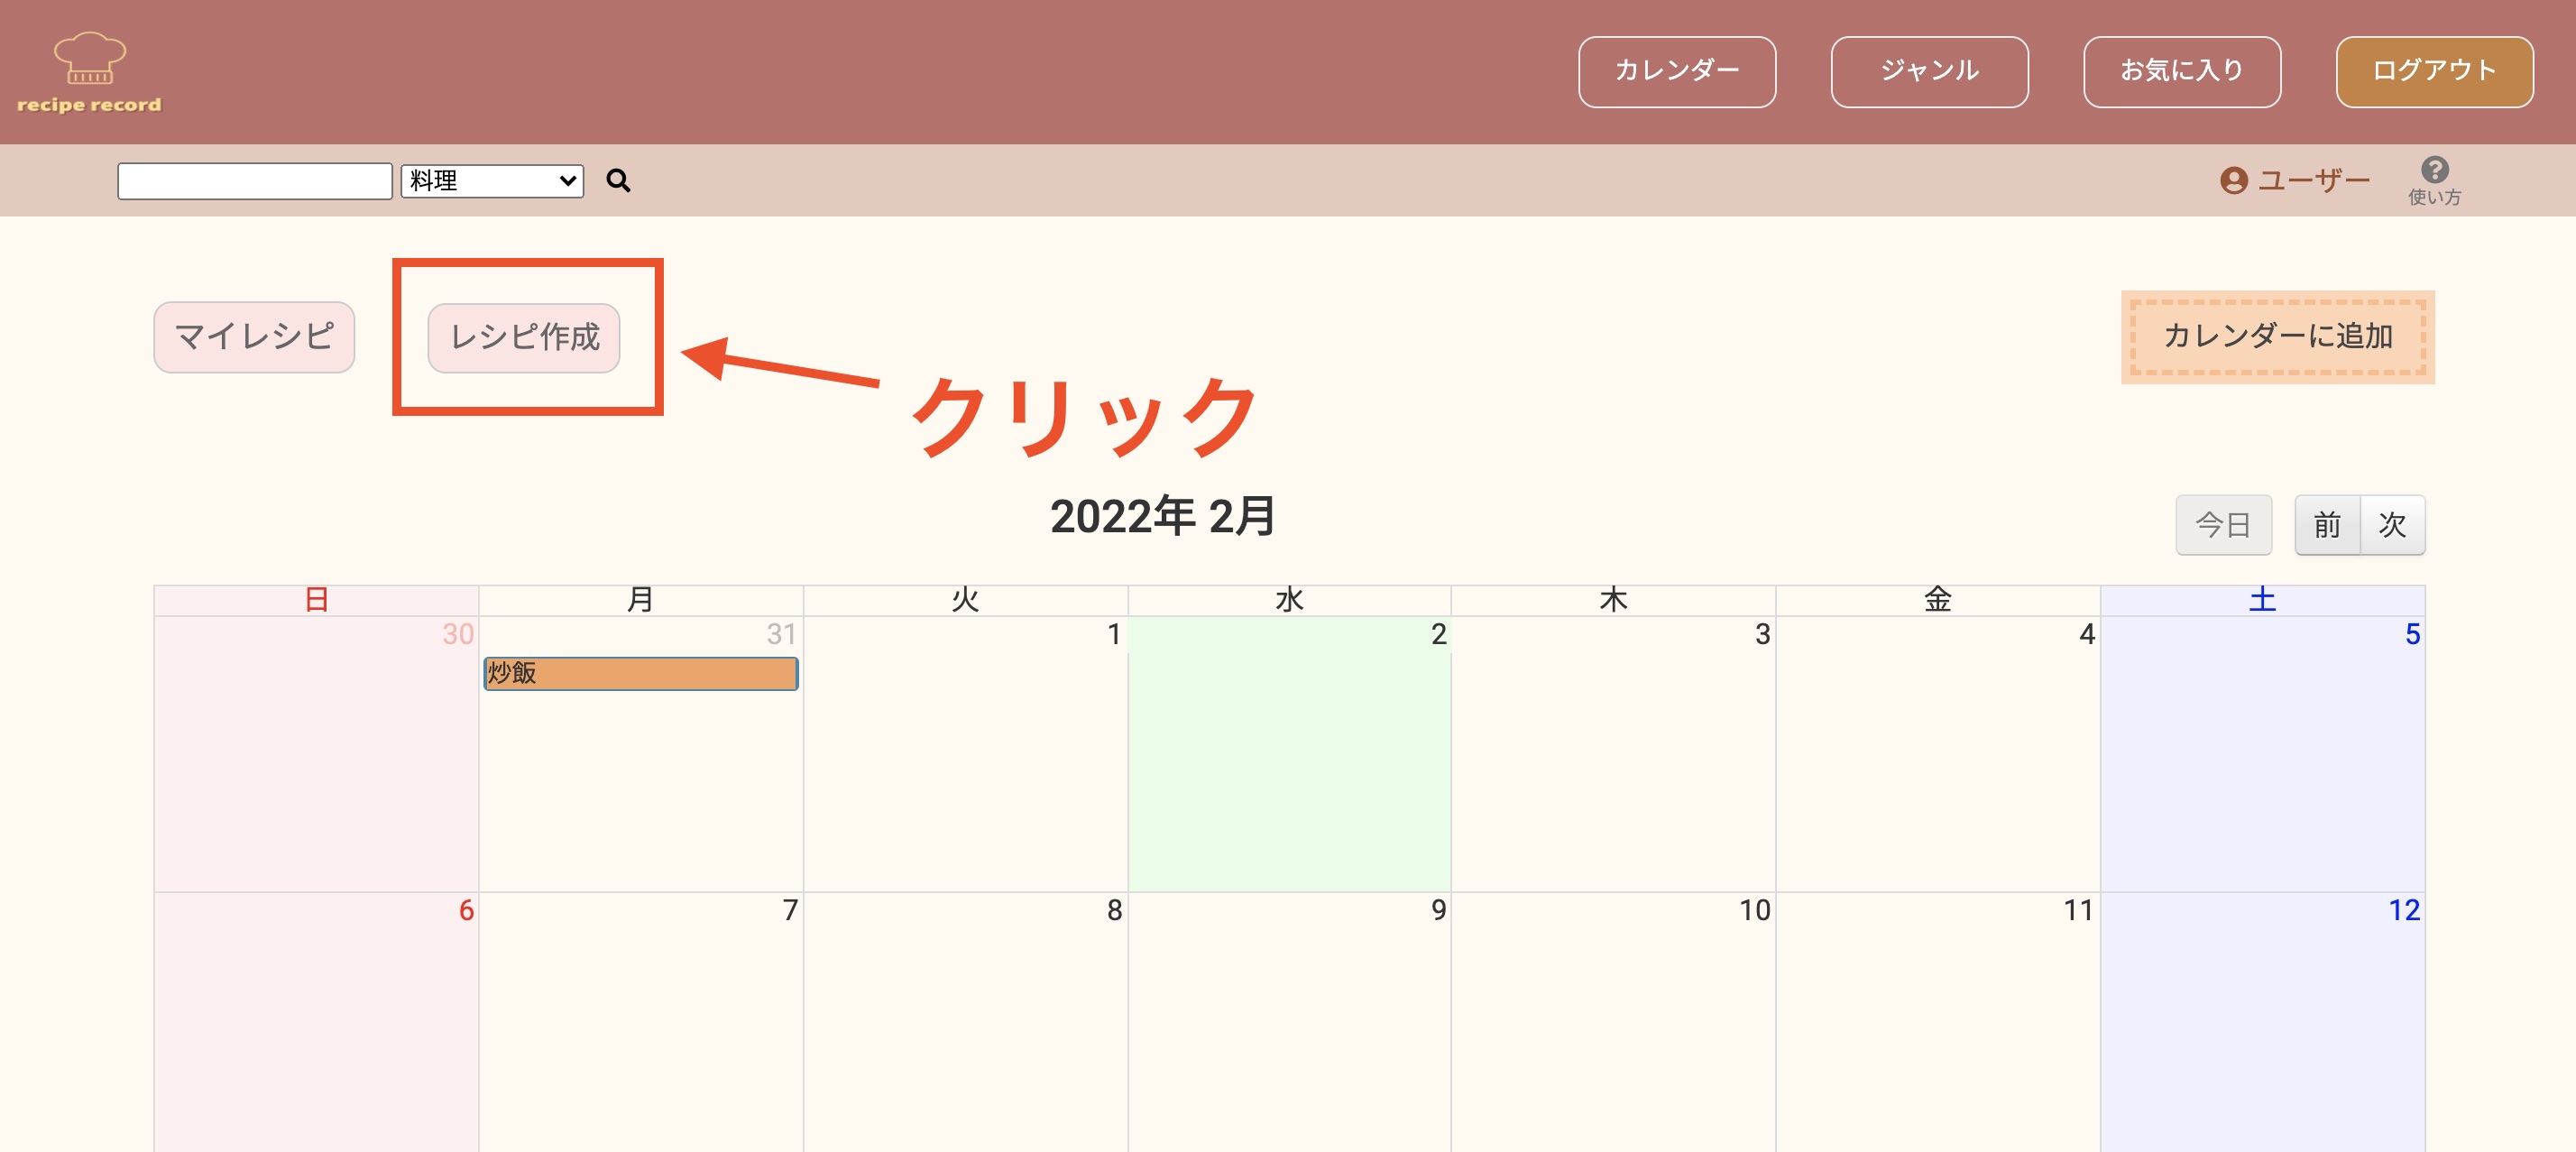 recipe record
カレンダー ジャンル お気に入り ログアウト
料理 ユーザー
使い方
マイレシピ レシピ作成 カレンダーに追加
クリック
2022年 2月 今日 前 次
日 月 火 水 木 金 土
30 31 1 2 3 4 5
炒飯
6 7 8 9 10 11 12